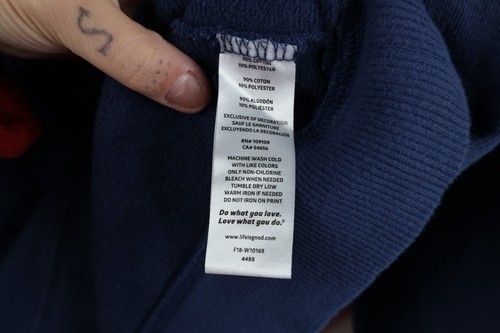 90% COTTON
10% POLYESTER
90% COTON
10% POLYESTER
90% ALGODÓN
10% POLIÉSTER
EXCLUSIVE OF DECORATION
SAUF LE GARNITURE
EXCLUYENDO LA DECORACIÓN
RN# 109109
CA# 54656
MACHINE WASH COLD
WITH LIKE COLORS
ONLY NON-CHLORINE
BLEACH WHEN NEEDED
TUMBLE DRY LOW
WARM IRON IF NEEDED
DO NOT IRON ON PRINT
Do what you love.
Love what you do.®
www.lifeisgood.com
F18-W10168
4488